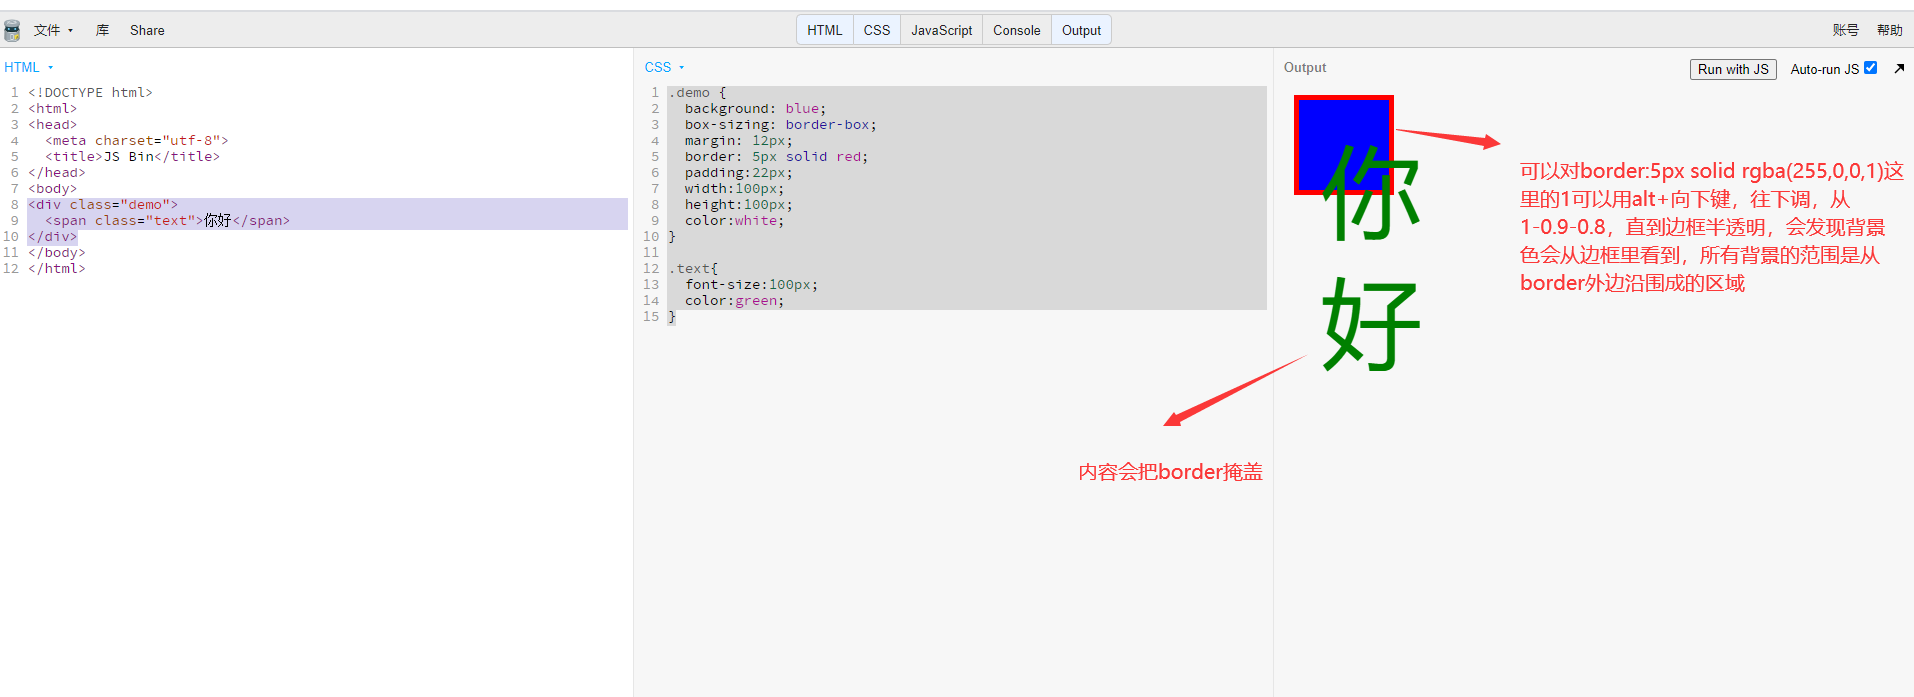 文件 库 Share HTML CSS JavaScript Console Output 账号 帮助
HTML
1 <!DOCTYPE html>
2 <html>
3 <head>
4 <meta charset="utf-8">
5 <title>JS Bin</title>
6 </head>
7 <body>
8 <div class="demo">
9 <span class="text">你好</span>
10 </div>
11 </body>
12 </html>
CSS
1 .demo {
2 background: blue;
3 box-sizing: border-box;
4 margin: 12px;
5 border: 5px solid red;
6 padding:22px;
7 width:100px;
8 height:100px;
9 color:white;
10 }
11
12 .text{
13 font-size:100px;
14 color:green;
15 }
Output Run with JS Auto-run JS
你
好
可以对border:5px solid rgba(255,0,0,1)这
里的1可以用alt+向下键，往下调，从
1-0.9-0.8，直到边框半透明，会发现背景
色会从边框里看到，所有背景的范围是从
border外边沿围成的区域
内容会把border掩盖